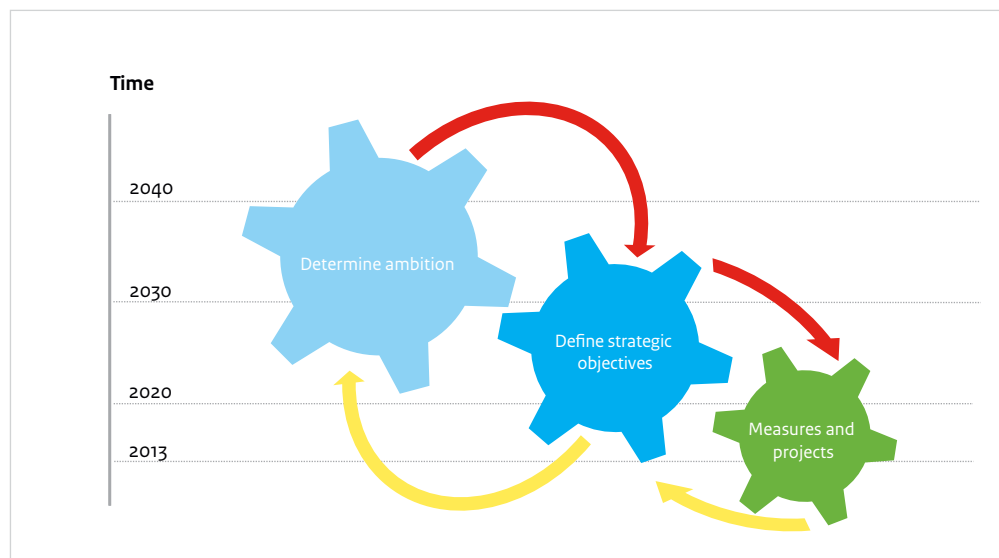 Time
2040
Determine ambition
2030
Define strategic
objectives
2020
Measures and
projects
2013